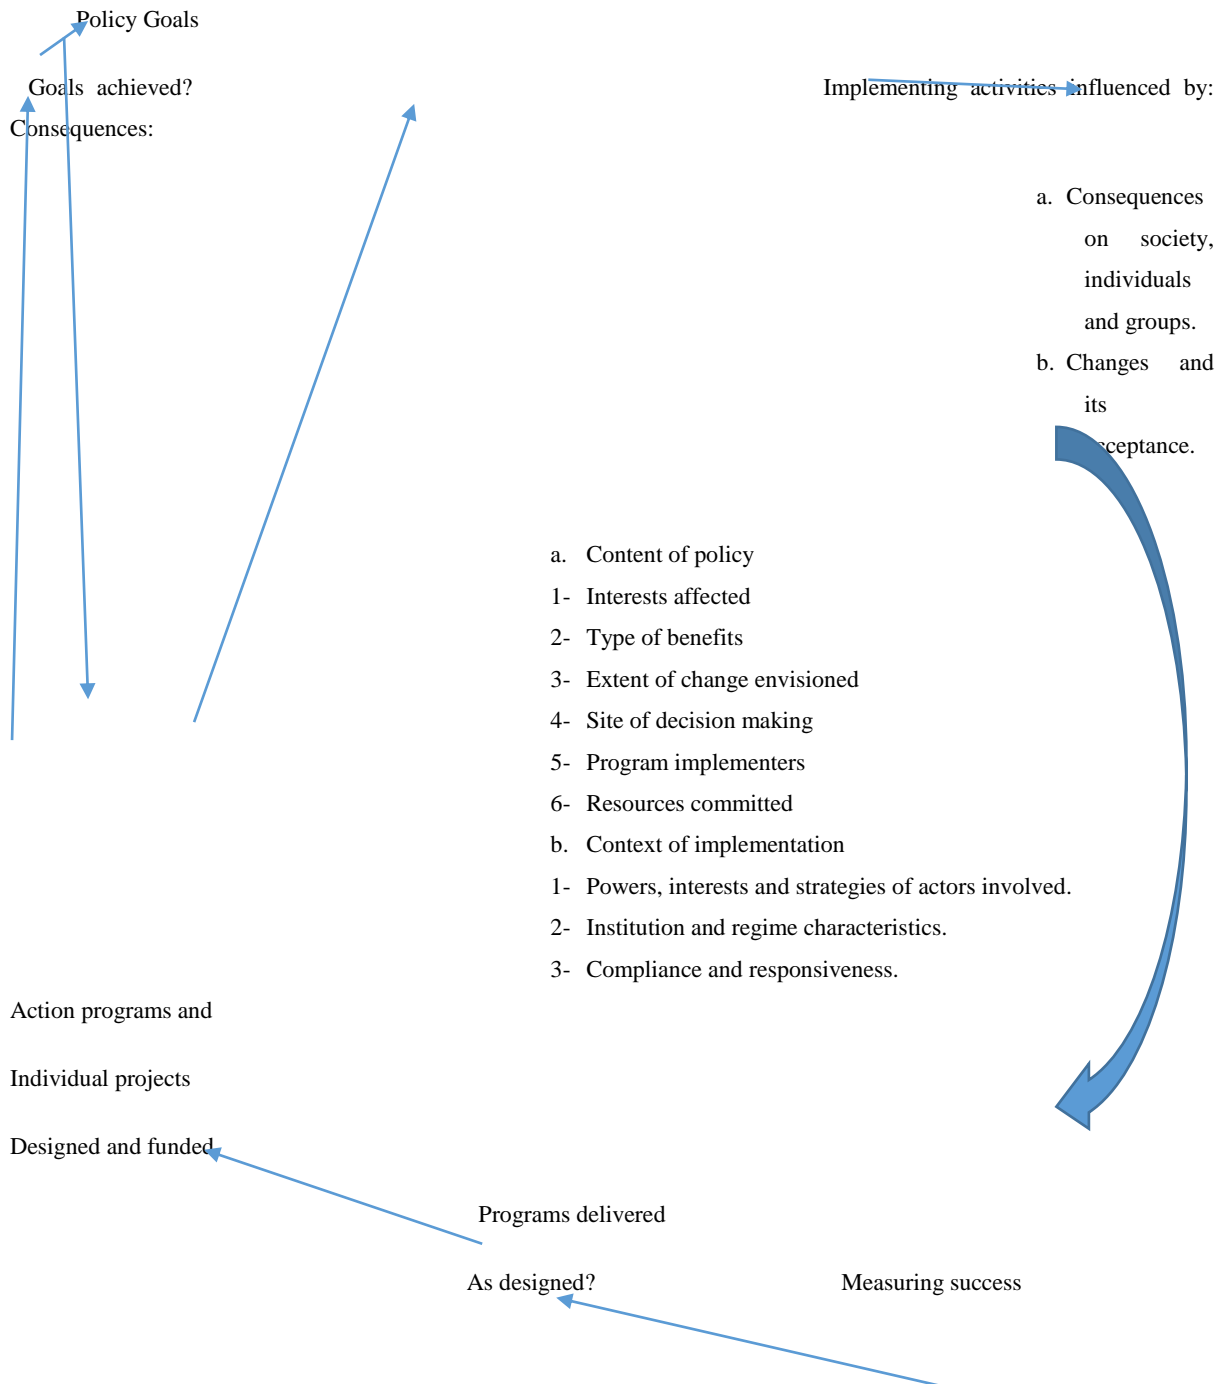 Policy Goals
Goals achieved? Implementing activities influenced by:
Consequences:
a. Consequences
on society,
individuals
and groups.
b. Changes and
its
cceptance.
a. Content of policy
1- Interests affected
2- Type of benefits
3- Extent of change envisioned
4- Site of decision making
5- Program implementers
6- Resources committed
b. Context of implementation
1- Powers, interests and strategies of actors involved.
2- Institution and regime characteristics.
3- Compliance and responsiveness.
Action programs and
Individual projects
Designed and funded
Programs delivered
As designed? Measuring success